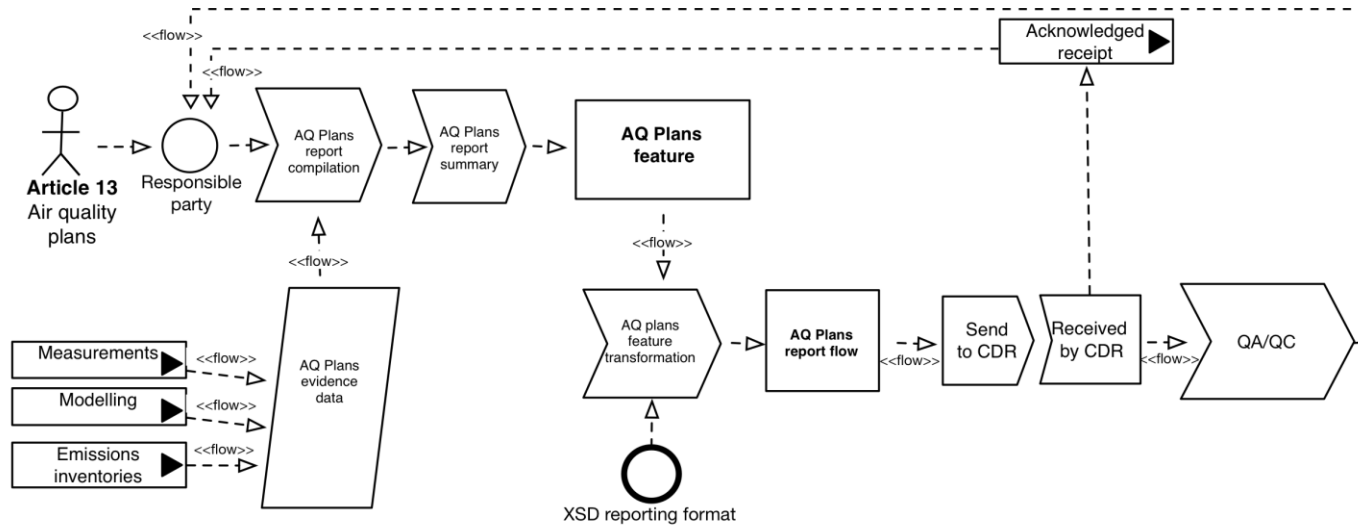 <<flow>>
Acknowledged
receipt
<<flow>>
Article 13
Air quality
plans
Responsible
party
AQ Plans
report
compilation
AQ Plans
report
summary
AQ Plans
feature
<<flow>>
<<flow>>
Measurements
<<flow>>
Modelling
<<flow>>
Emissions
inventories
<<flow>>
AQ Plans
evidence
data
AQ plans
feature
transformation
AQ Plans
report flow
<<flow>>
Send
to CDR
Received
by CDR
<<flow>>
QA/QC
XSD reporting format